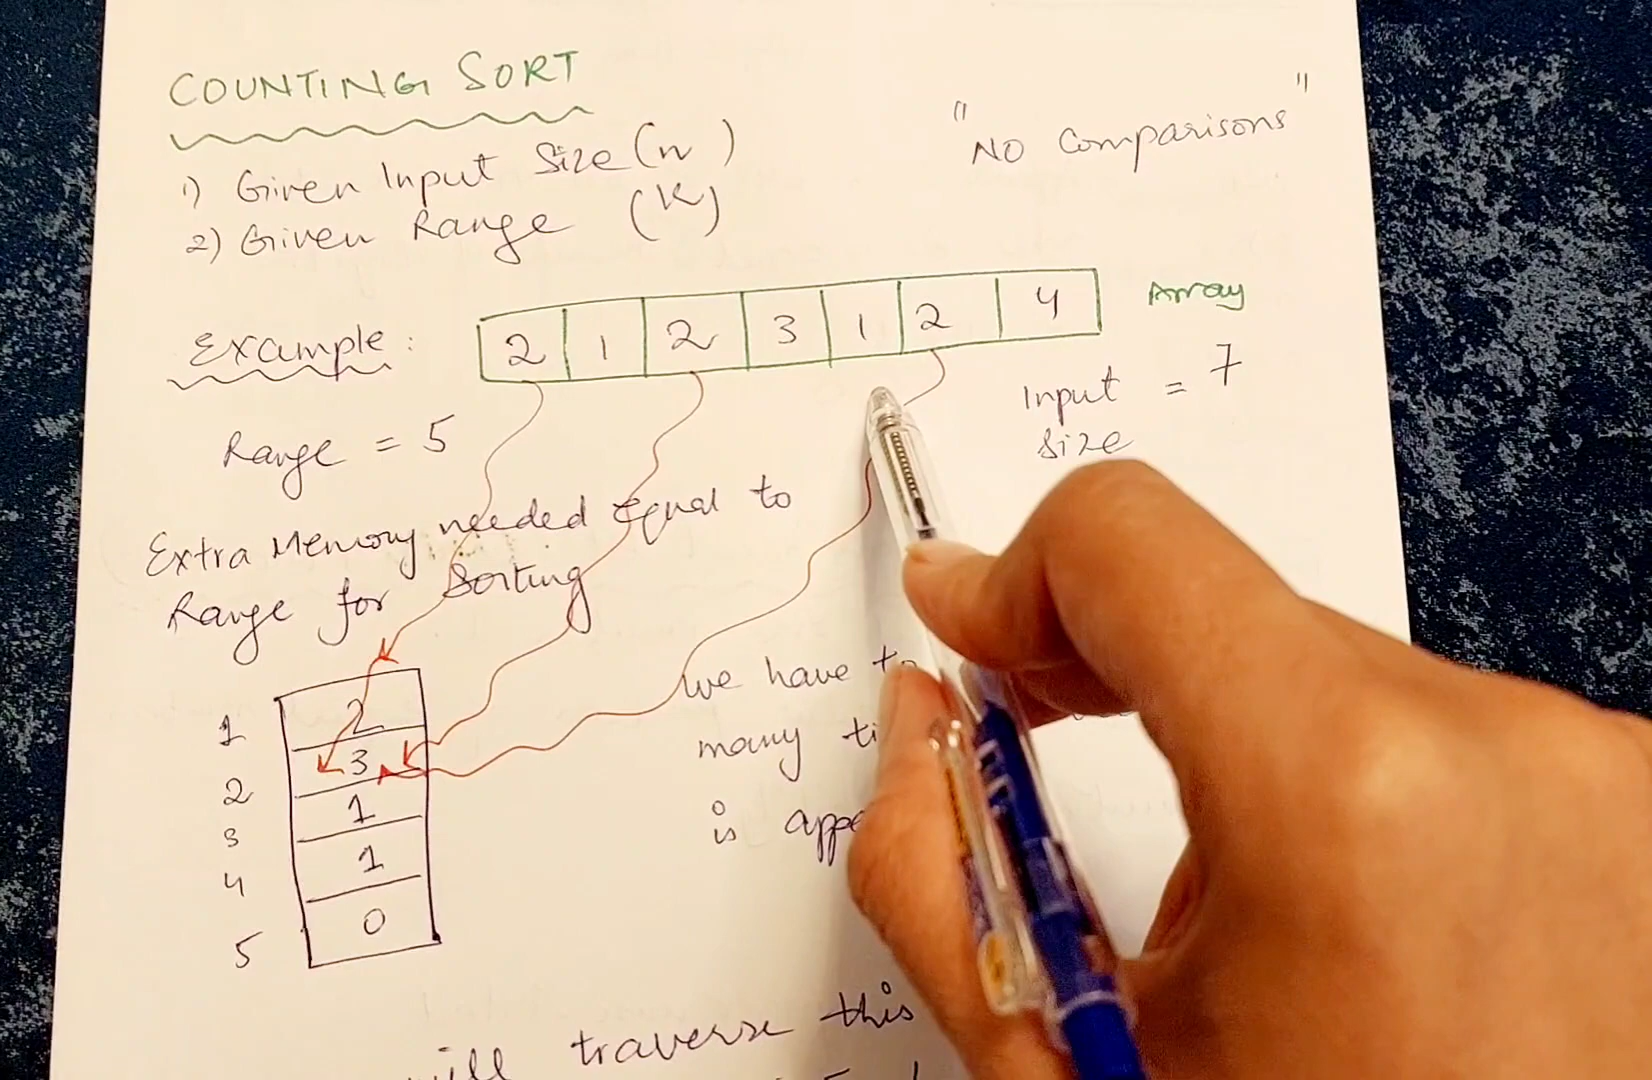 COUNTING SORT
"No Comparisons"
1) Given Input Size (n)
2) Given Range (K)
Example:
2 1 2 3 1 2 4
Array
Range = 5
Input Size = 7
Extra Memory needed Equal to
Range for Sorting
1 2
2 3
3 1
4 1
5 0
we have to
many
is
traverse this